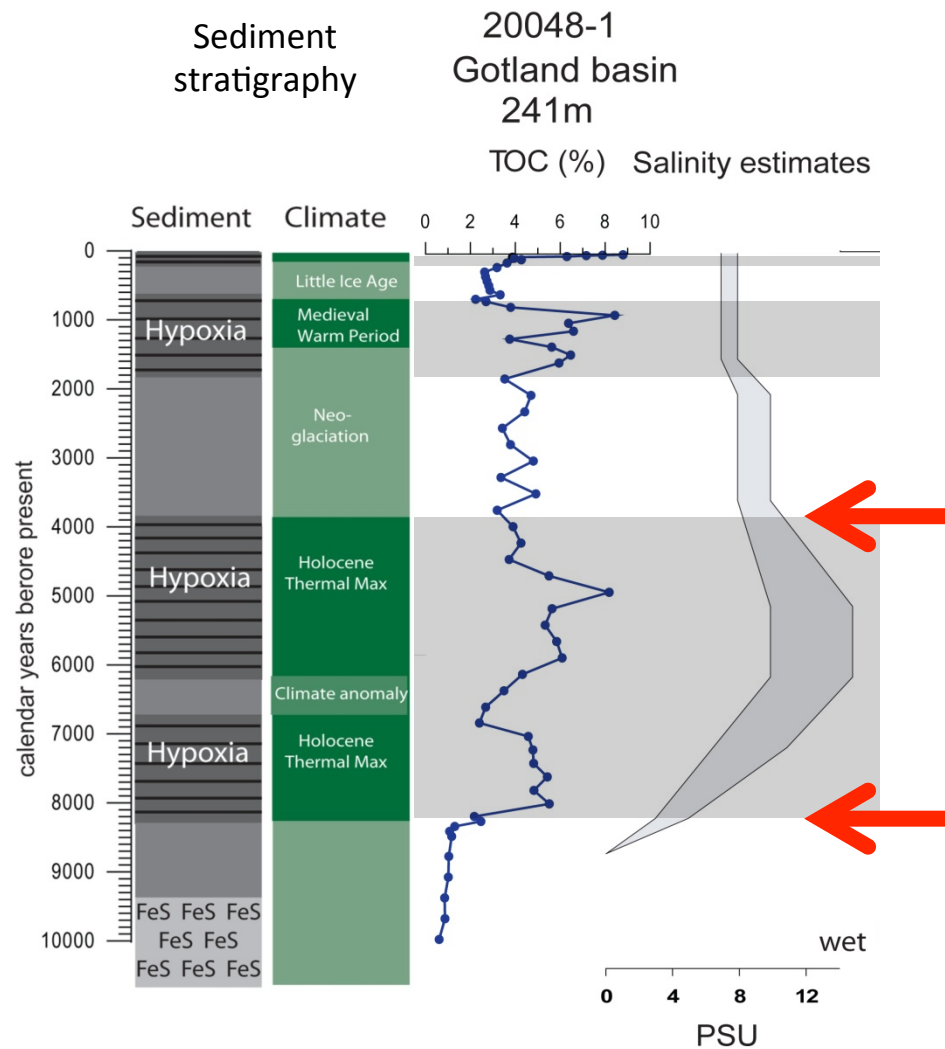 Sediment
stratigraphy
20048-1
Gotland basin
241m
TOC (%)
Salinity estimates
Sediment
Climate
0 2 4 6 8 10
calendar years berore present
0
1000
2000
3000
4000
5000
6000
7000
8000
9000
10000
Hypoxia
Hypoxia
Hypoxia
FeS FeS FeS
FeS FeS
FeS FeS FeS
Little Ice Age
Medieval
Warm Period
Neo-
glaciation
Holocene
Thermal Max
Climate anomaly
Holocene
Thermal Max
wet
0 4 8 12
PSU